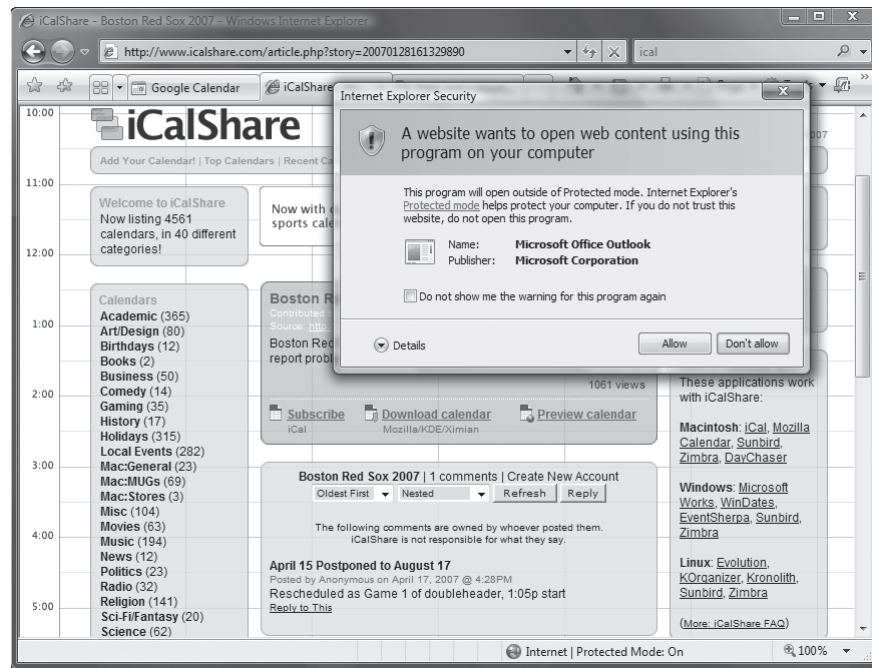 iCalShare - Boston Red Sox 2007 - Windows Internet Explorer
http://www.icalshare.com/article.php?story=20070128161329890
ical
Google Calendar
iCalShare
Internet Explorer Security
A website wants to open web content using this
program on your computer
This program will open outside of Protected mode. Internet Explorer's
Protected mode helps protect your computer. If you do not trust this
website, do not open this program.
Name: Microsoft Office Outlook
Publisher: Microsoft Corporation
Do not show me the warning for this program again
Details
Allow
Don't allow
10:00
11:00
12:00
1:00
2:00
3:00
4:00
5:00
iCalShare
Add Your Calendar! | Top Calendars | Recent
Welcome to iCalShare
Now listing 4561
calendars, in 40 different
categories!
Now with
sports
Calendars
Academic (365)
Art/Design (80)
Birthdays (12)
Books (2)
Business (50)
Comedy (14)
Gaming (35)
History (17)
Holidays (315)
Local Events (282)
Mac:General (23)
Mac:MUGs (69)
Mac:Stores (3)
Misc (104)
Movies (63)
Music (194)
News (12)
Politics (23)
Radio (32)
Religion (141)
Sci-Fi/Fantasy (20)
Science (62)
Boston
Contributed
Source:
Boston
report
1061 views
Subscribe
iCal
Download calendar
Mozilla/KDE/Ximian
Preview calendar
Boston Red Sox 2007 | 1 comments | Create New Account
Oldest First
Nested
Refresh
Reply
The following comments are owned by whoever posted them.
iCalShare is not responsible for what they say.
April 15 Postponed to August 17
Posted by Anonymous on April 17, 2007 @ 4:28PM
Rescheduled as Game 1 of doubleheader, 1:05p start
Reply to This
These applications work
with iCalShare:
Macintosh: iCal, Mozilla
Calendar, Sunbird,
Zimbra, DayChaser
Windows: Microsoft
Works, WinDates,
EventSherpa, Sunbird,
Zimbra
Linux: Evolution,
KOrganizer, Kronolith,
Sunbird, Zimbra
(More: iCalShare FAQ)
Internet | Protected Mode: On
100%